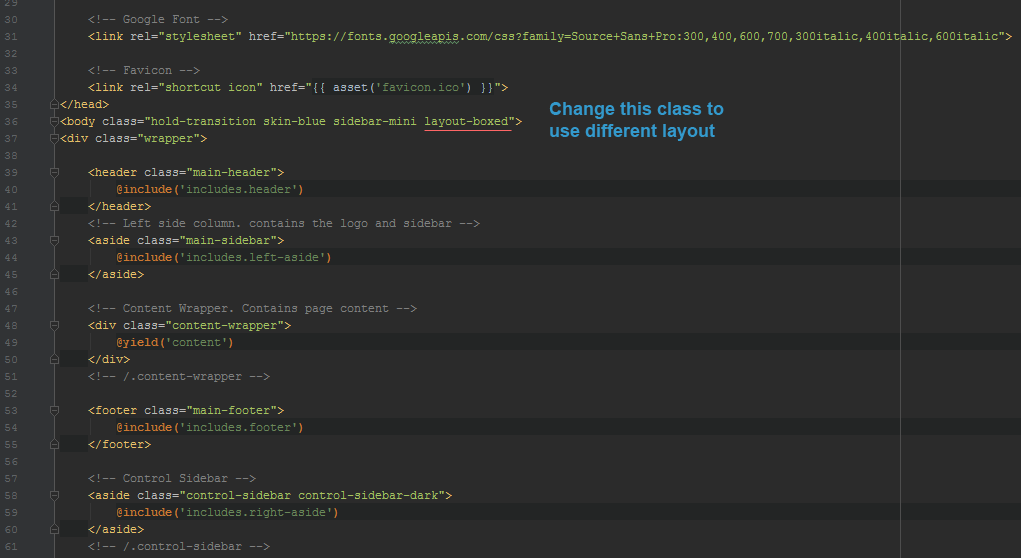 29
30 <!-- Google Font -->
31 <link rel="stylesheet" href="https://fonts.googleapis.com/css?family=Source+Sans+Pro:300,400,600,700,300italic,400italic,600italic">
32
33 <!-- Favicon -->
34 <link rel="shortcut icon" href="{{ asset('favicon.ico') }}">
35 </head>
36 <body class="hold-transition skin-blue sidebar-mini layout-boxed">
Change this class to
use different layout
37 <div class="wrapper">
38
39 <header class="main-header">
40 @include('includes.header')
41 </header>
42 <!-- Left side column. contains the logo and sidebar -->
43 <aside class="main-sidebar">
44 @include('includes.left-aside')
45 </aside>
46
47 <!-- Content Wrapper. Contains page content -->
48 <div class="content-wrapper">
49 @yield('content')
50 </div>
51 <!-- /.content-wrapper -->
52
53 <footer class="main-footer">
54 @include('includes.footer')
55 </footer>
56
57 <!-- Control Sidebar -->
58 <aside class="control-sidebar control-sidebar-dark">
59 @include('includes.right-aside')
60 </aside>
61 <!-- /.control-sidebar -->